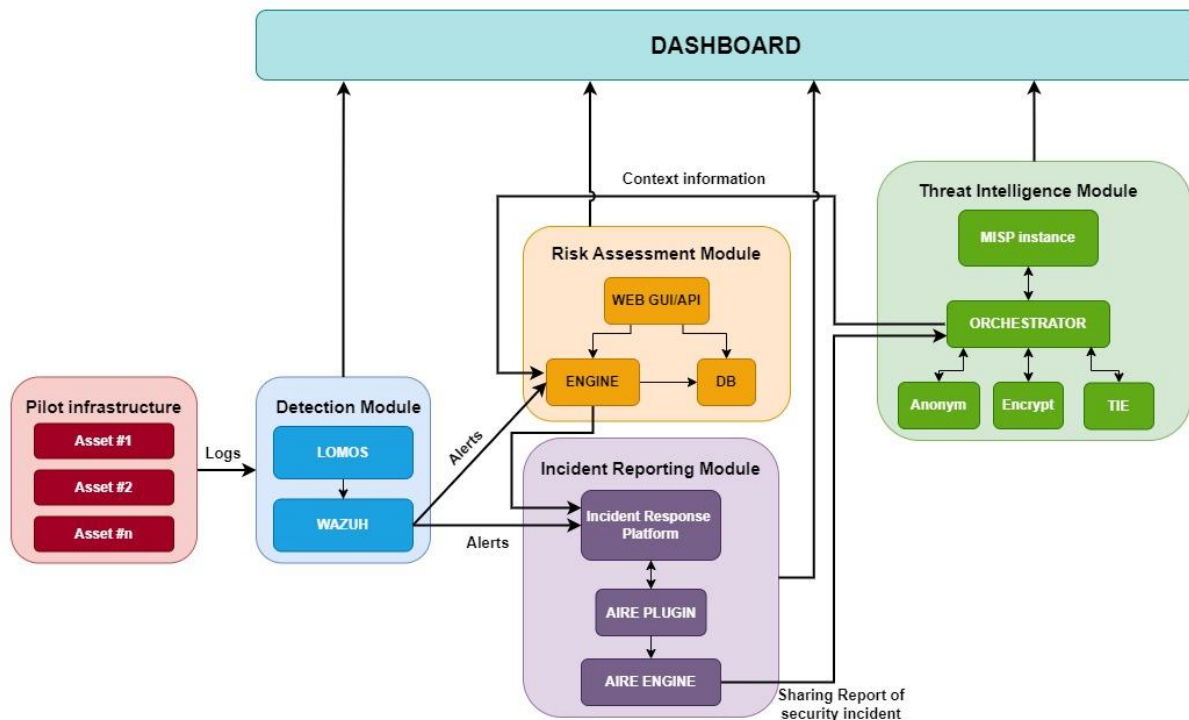 DASHBOARD
Context information
Threat Intelligence Module
MISP instance
ORCHESTRATOR
Anonym
Encrypt
TIE
Risk Assessment Module
WEB GUI/API
ENGINE
DB
Pilot infrastructure
Asset #1
Asset #2
Asset #n
Logs
Detection Module
LOMOS
WAZUH
Alerts
Alerts
Incident Reporting Module
Incident Response
Platform
AIRE PLUGIN
AIRE ENGINE
Sharing Report of
security incident